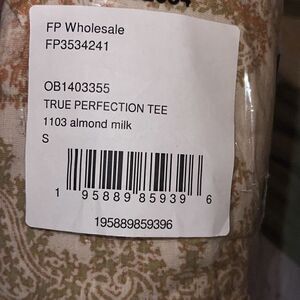 FP Wholesale
FP3534241
OB1403355
TRUE PERFECTION TEE
1103 almond milk
S
1 95889 85939 6
195889859396